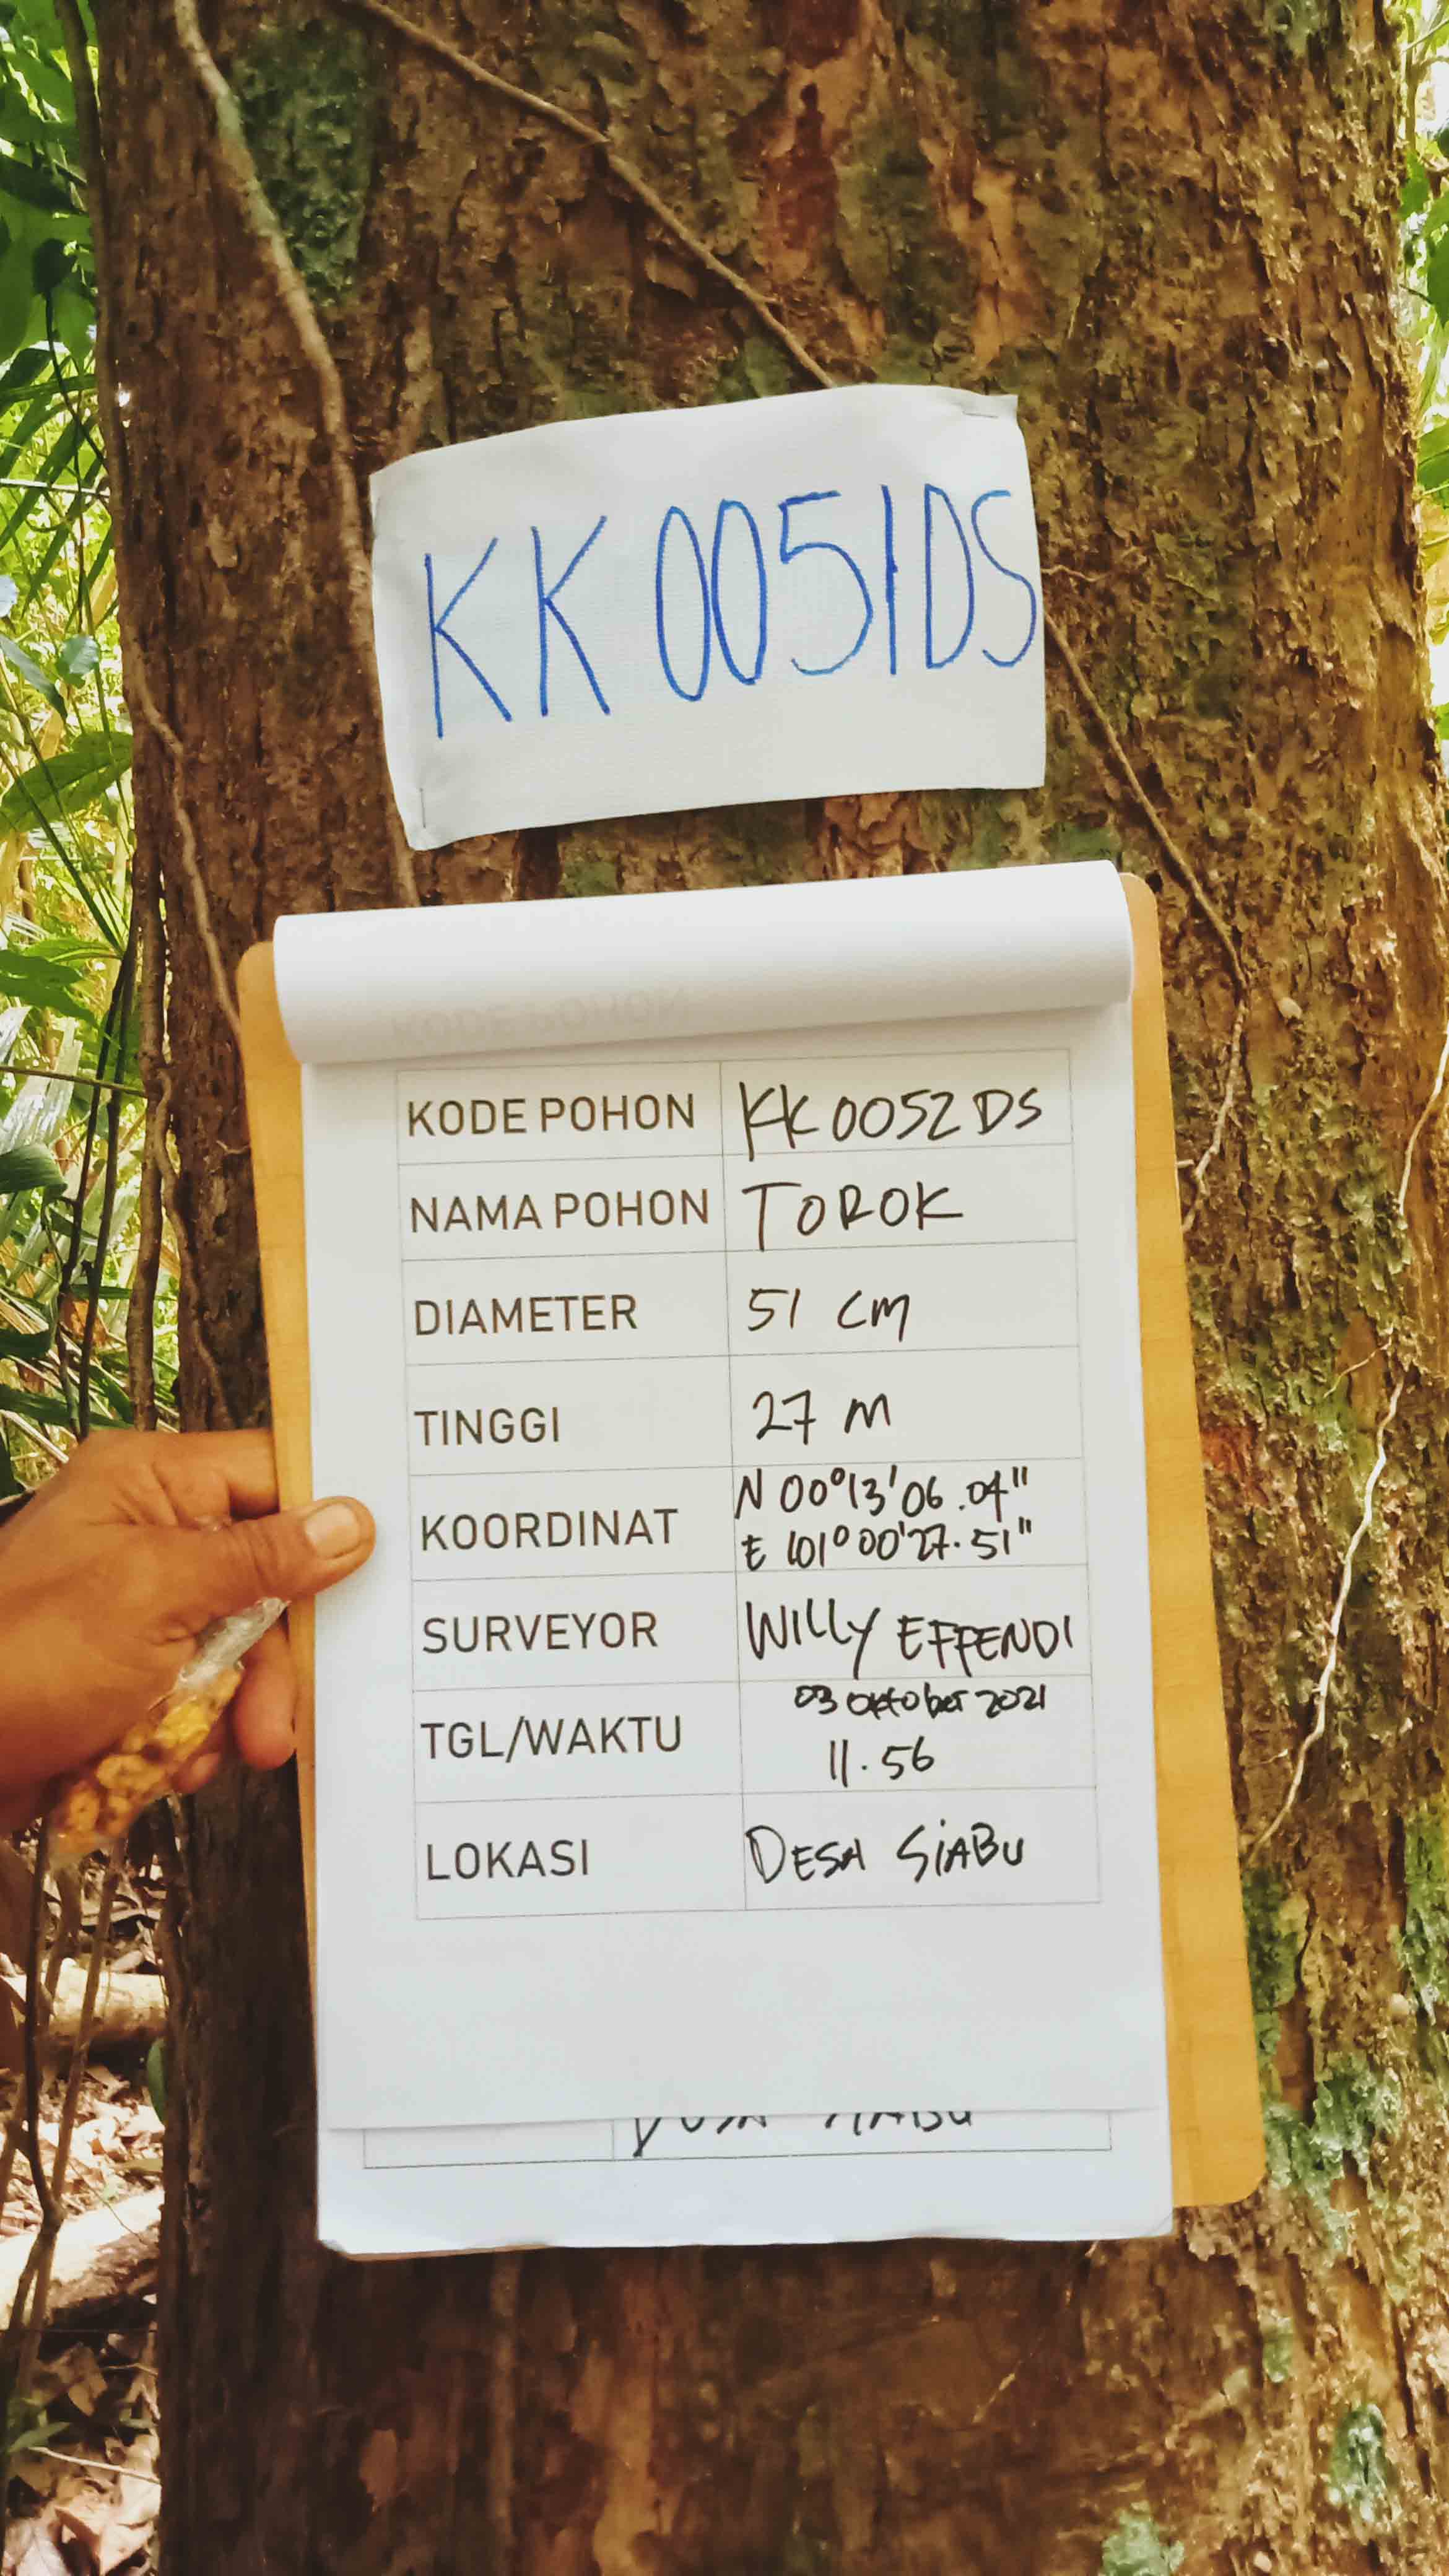 KK0051DS
KODE POHON KK0052DS
NAMA POHON TOROK
DIAMETER 51 cm
TINGGI 27 m
KOORDINAT N 00°13'06.04"
E 101°00'27.51"
SURVEYOR WILLY EFFENDI
TGL/WAKTU 03 oktober 2021
11.56
LOKASI DESA SIABU